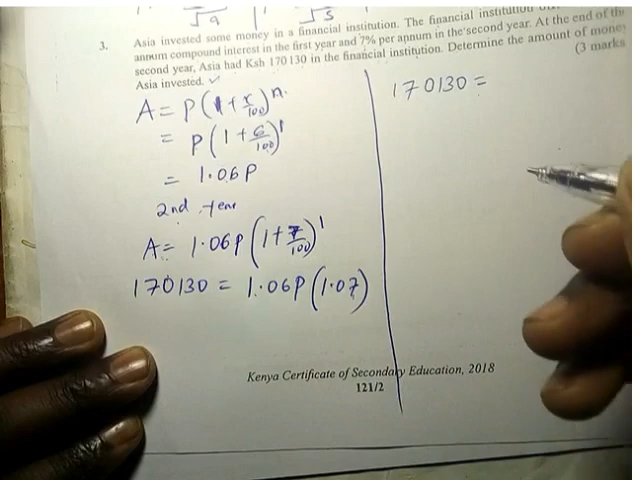 √a √5
3. Asia invested some money in a financial institution. The financial institution
annum compound interest in the first year and 7% per annum in the second year. At the end of the
second year, Asia had Ksh 170 130 in the financial institution. Determine the amount of money
Asia invested. ✓ (3 marks
A = P(1+r/100)^n.
= P(1+6/100)^1
= 1.06P
2nd year
A = 1.06P(1+7/100)^1
170130 = 1.06P(1.07)
170130 =
Kenya Certificate of Secondary Education, 2018
121/2